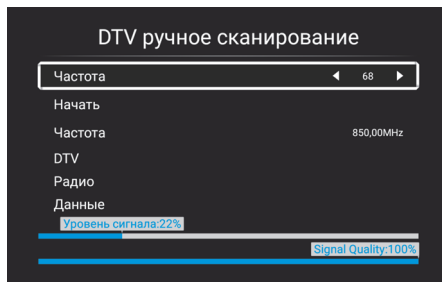 DTV ручное сканирование
Частота 68
Начать
Частота 850,00MHz
DTV
Радио
Данные
Уровень сигнала:22%
Signal Quality:100%